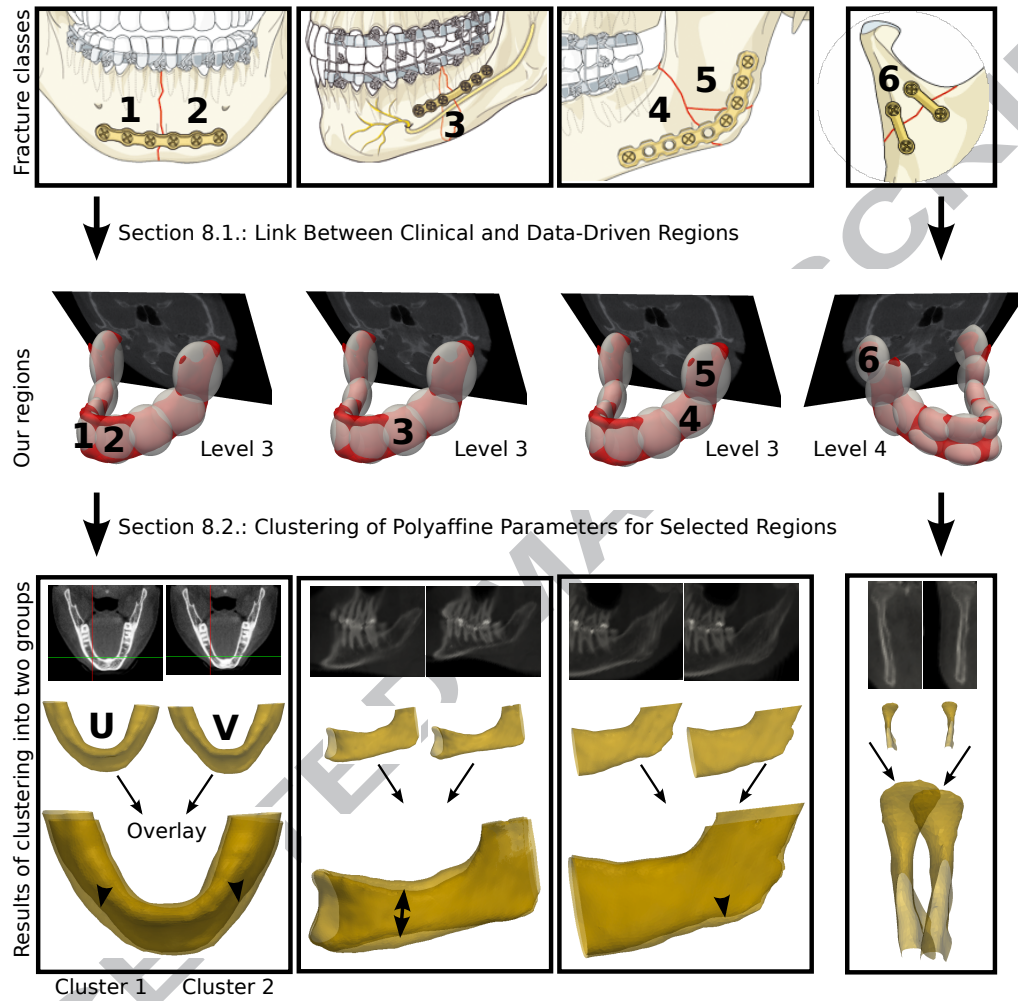 Fracture classes
1 2
3
4 5
6
Section 8.1.: Link Between Clinical and Data-Driven Regions
Our regions
1 2
Level 3
3
Level 3
4 5
Level 3
6
Level 4
Section 8.2.: Clustering of Polyaffine Parameters for Selected Regions
Results of clustering into two groups
U V
Overlay
Cluster 1 Cluster 2